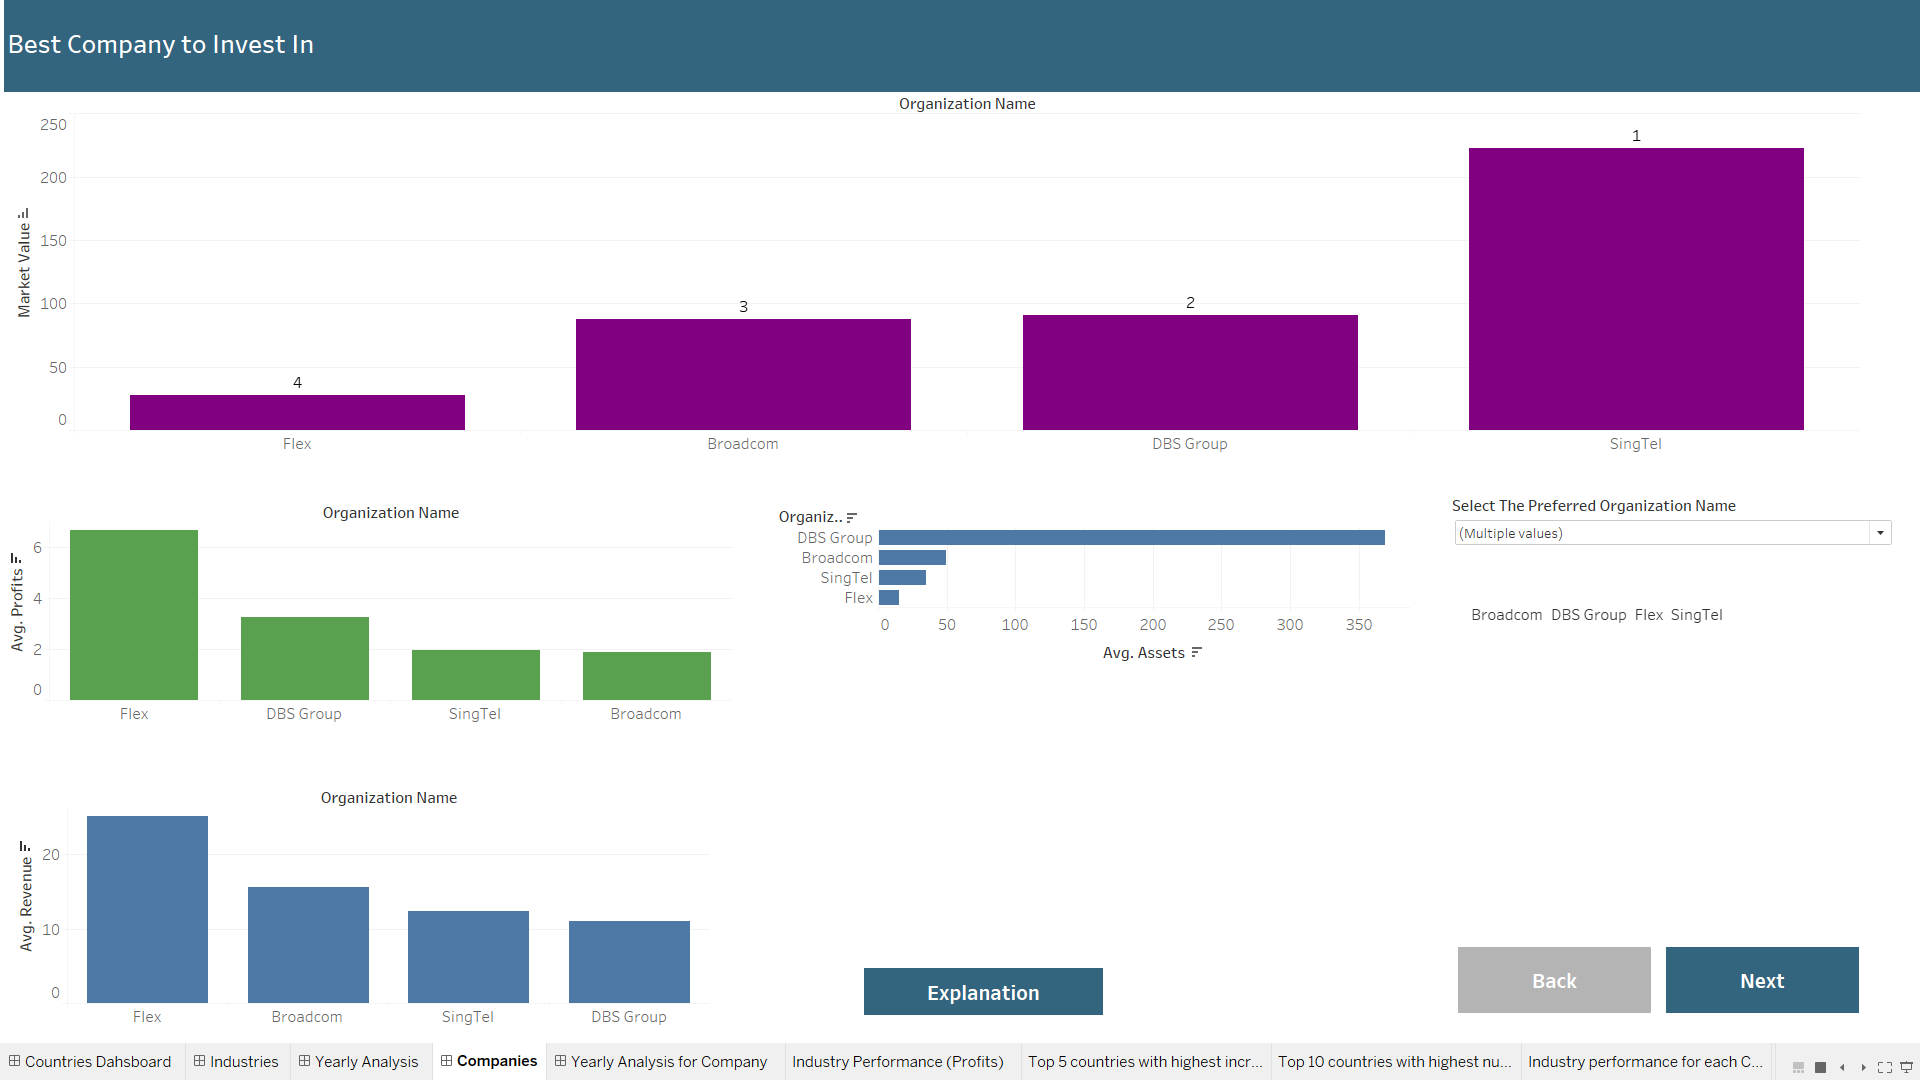 Best Company to Invest In
Organization Name
Market Value
250
200
150
100
50
0
4
3
2
1
Flex
Broadcom
DBS Group
SingTel
Organization Name
Avg. Profits
6
4
2
0
Flex
DBS Group
SingTel
Broadcom
Organiz..
DBS Group
Broadcom
SingTel
Flex
0 50 100 150 200 250 300 350
Avg. Assets
Select The Preferred Organization Name
(Multiple values)
Broadcom DBS Group Flex SingTel
Organization Name
Avg. Revenue
20
10
0
Flex
Broadcom
SingTel
DBS Group
Explanation
Back
Next
Countries Dahsboard
Industries
Yearly Analysis
Companies
Yearly Analysis for Company
Industry Performance (Profits)
Top 5 countries with highest incr...
Top 10 countries with highest nu...
Industry performance for each C...